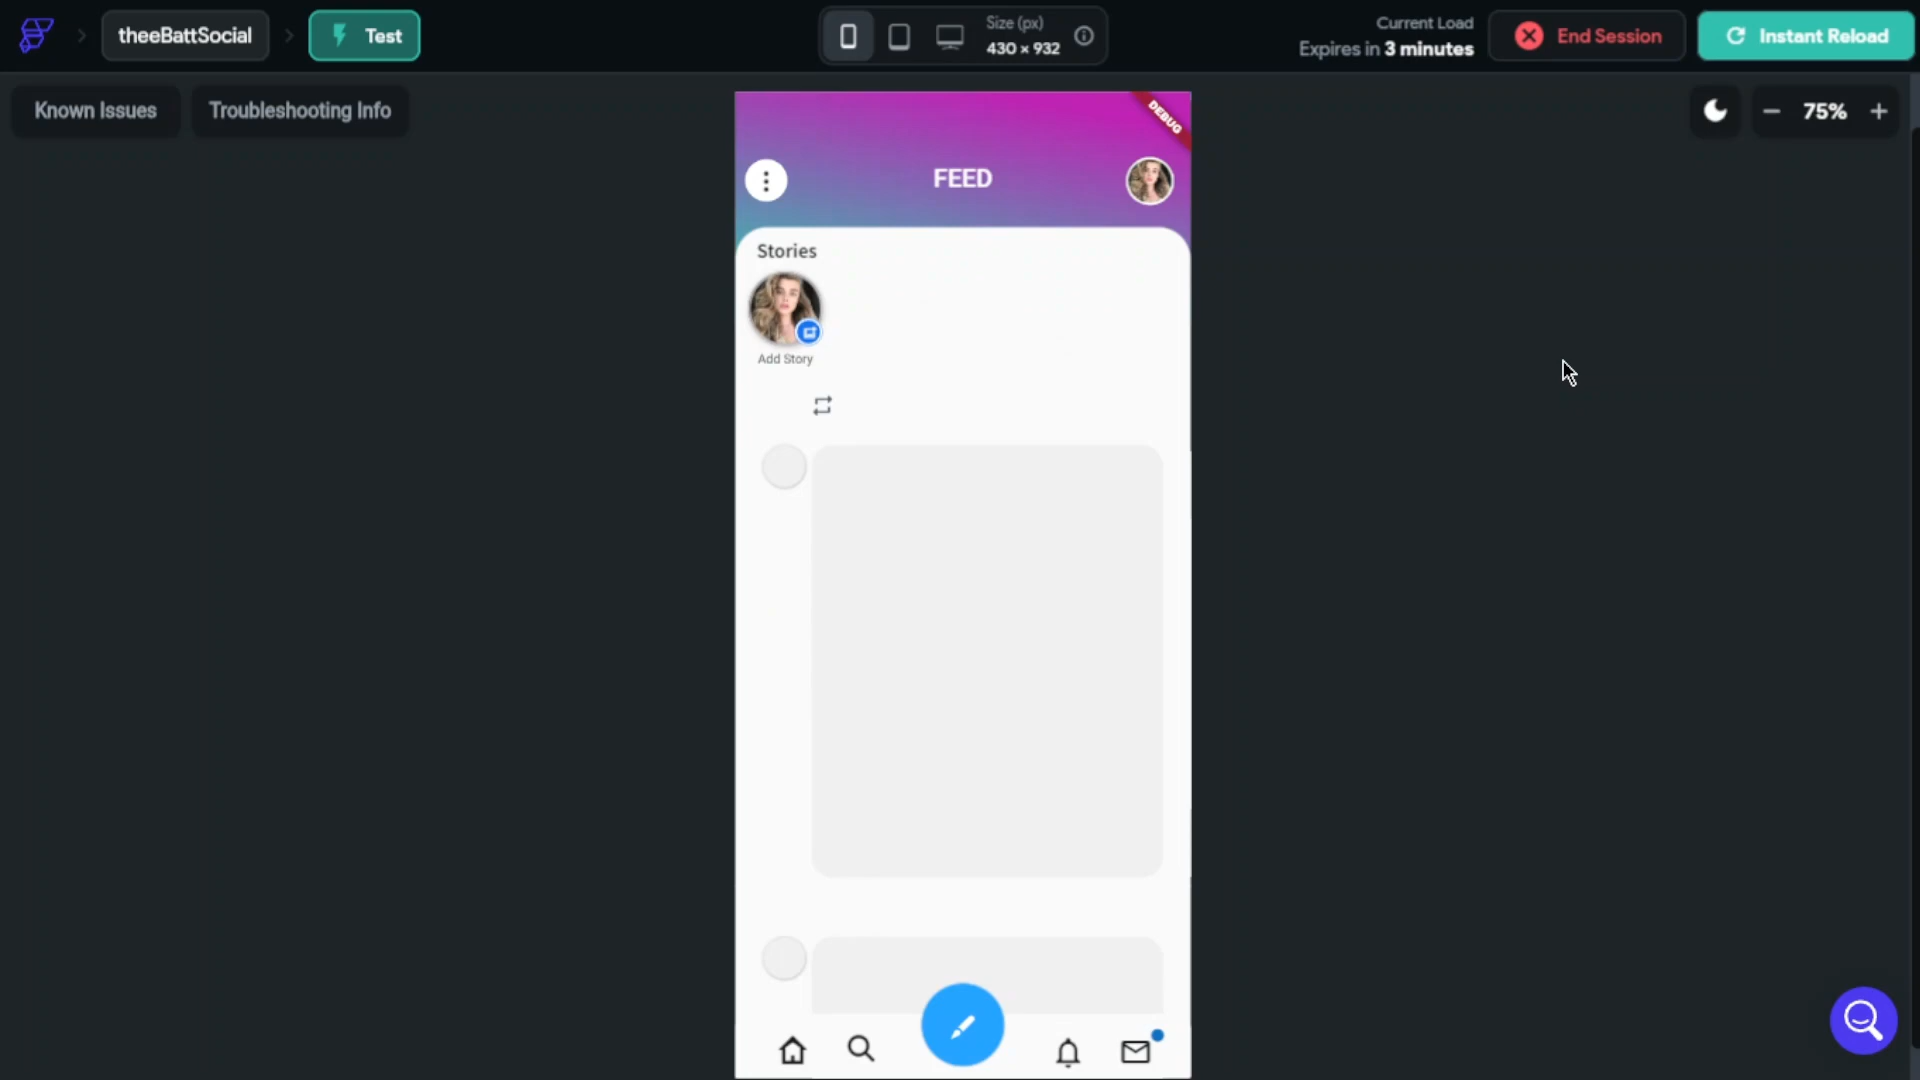 theeBattSocial
Test
Size (px)
430 × 932
Current Load
Expires in 3 minutes
End Session
Instant Reload
Known Issues
Troubleshooting Info
75%
DEBUG
FEED
Stories
Add Story